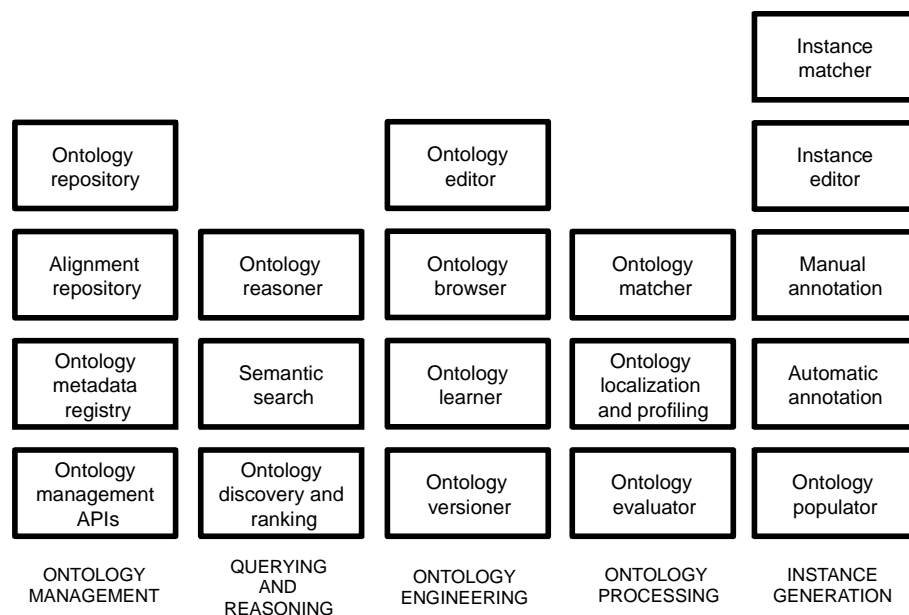 Instance
matcher
Ontology
repository
Ontology
editor
Instance
editor
Alignment
repository
Ontology
reasoner
Ontology
browser
Ontology
matcher
Manual
annotation
Ontology
metadata
registry
Semantic
search
Ontology
learner
Ontology
localization
and profiling
Automatic
annotation
Ontology
management
APIs
Ontology
discovery and
ranking
Ontology
versioner
Ontology
evaluator
Ontology
populator
ONTOLOGY
MANAGEMENT
QUERYING
AND
REASONING
ONTOLOGY
ENGINEERING
ONTOLOGY
PROCESSING
INSTANCE
GENERATION